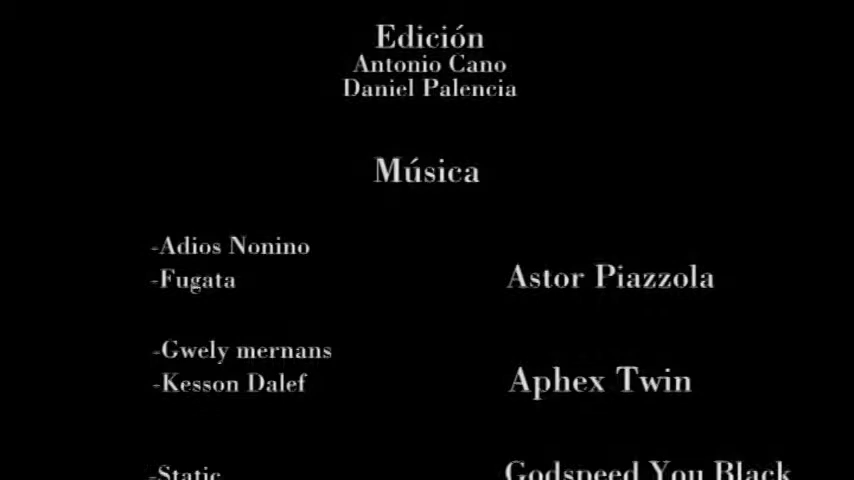 Edición
Antonio Cano
Daniel Palencia
Música
-Adios Nonino
-Fugata
Astor Piazzola
-Gwely mernans
-Kesson Dalef
Aphex Twin
-Static
Godspeed You Black